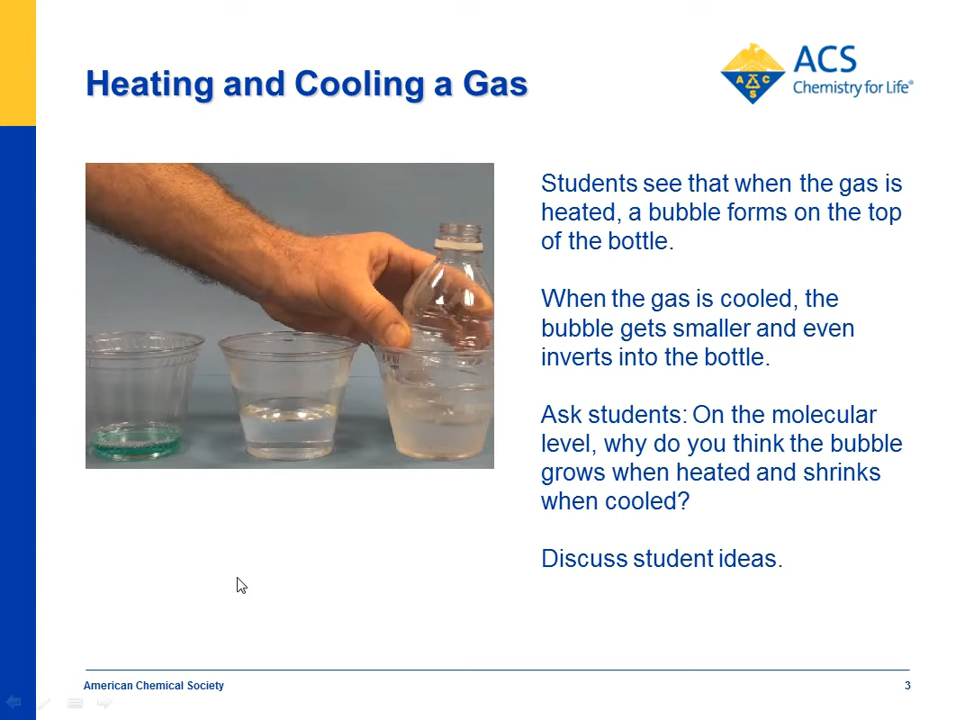 Heating and Cooling a Gas
ACS
Chemistry for Life®
A C S
Students see that when the gas is
heated, a bubble forms on the top
of the bottle.
When the gas is cooled, the
bubble gets smaller and even
inverts into the bottle.
Ask students: On the molecular
level, why do you think the bubble
grows when heated and shrinks
when cooled?
Discuss student ideas.
American Chemical Society
3